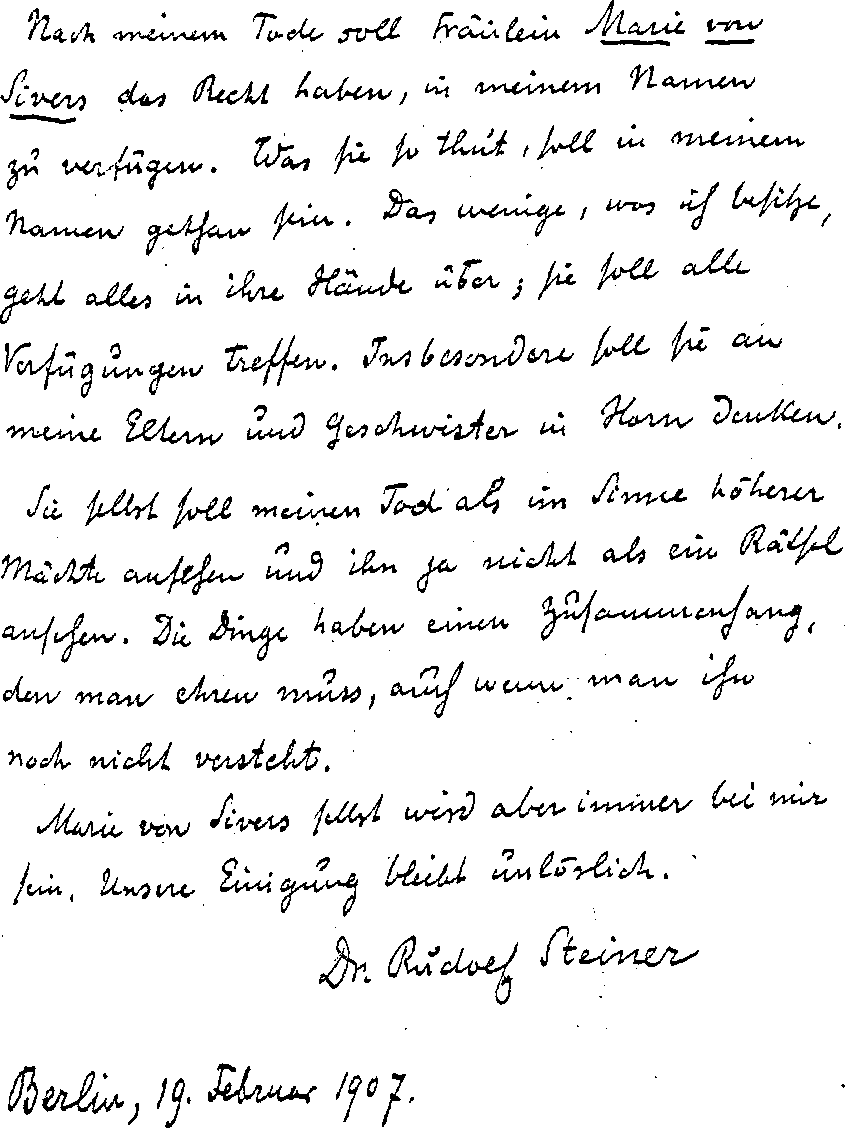 Nach meinem Tode soll Fräulein Marie von
Sivers das Recht haben, in meinem Namen
zu verfügen. Was sie so thut, soll in meinem
Namen gethan sein. Das wenige, was ich besitze,
geht alles in ihre Hände über; sie soll alle
Verfügungen treffen. Insbesondere soll sie an
meine Eltern und Geschwister in Horn denken.
Sie selbst soll meinen Tod als im Sinne höherer
Mächte ansehen und ihn ja nicht als ein Rätsel
ansehen. Die Dinge haben einen Zusammenhang,
den man ehren muss, auch wenn man ihn
noch nicht versteht.
Marie von Sivers selbst wird aber immer bei mir
sein. Unsere Einigung bleibt unlöslich.
Dr. Rudolf Steiner
Berlin, 19. Februar 1907.